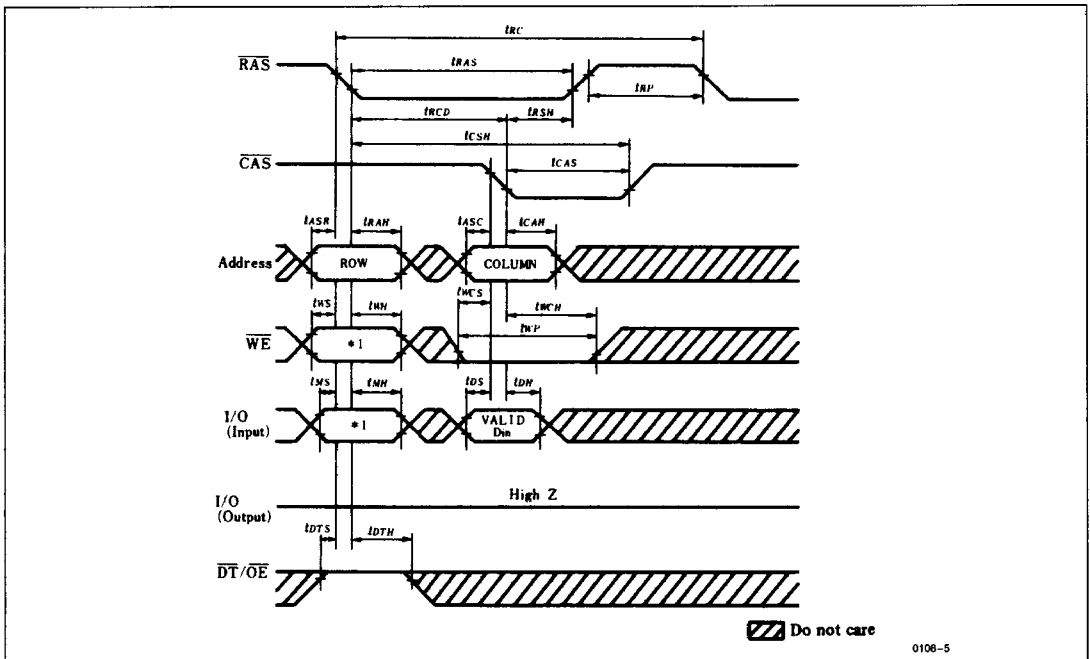 tRC
RAS
tRAS
tRP
tRCD
tRSH
tCSH
CAS
tCAS
tASR
tRAH
tASC
tCAH
Address
ROW
COLUMN
tWCS
tWS
tWH
tWCH
tWP
WE
*1
tMS
tMH
tDS
tDH
I/O
(Input)
*1
VALID
Din
High Z
I/O
(Output)
tDTS
tDTH
DT/OE
Do not care
0106-5